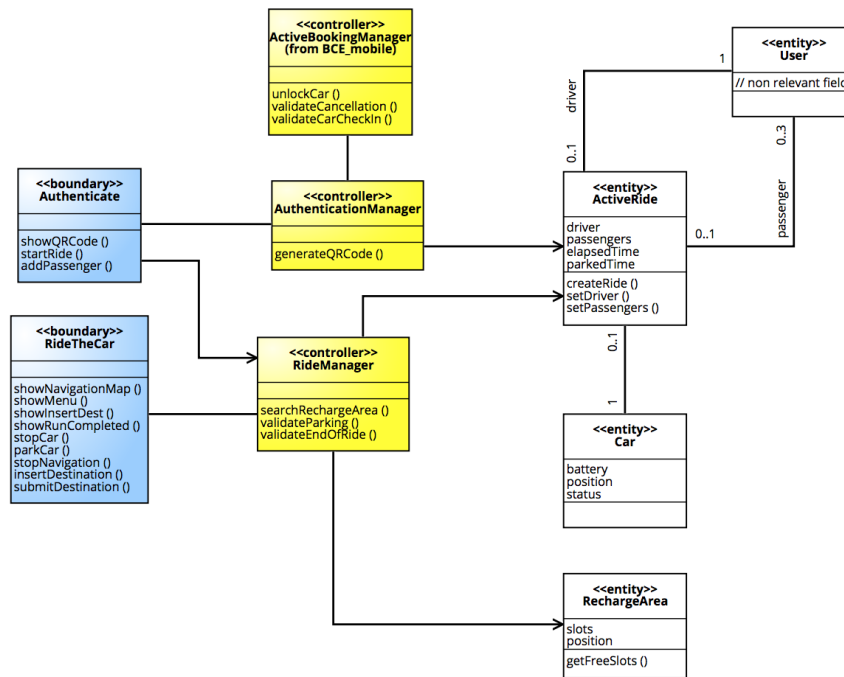 <<controller>>
ActiveBookingManager
(from BCE_mobile)
unlockCar ()
validateCancellation ()
validateCarCheckIn ()
<<entity>>
User
// non relevant field
1
driver
0..1
0..3
passenger
0..1
<<boundary>>
Authenticate
showQRCode ()
startRide ()
addPassenger ()
<<controller>>
AuthenticationManager
generateQRCode ()
<<entity>>
ActiveRide
driver
passengers
elapsedTime
parkedTime
createRide ()
setDriver ()
setPassengers ()
<<boundary>>
RideTheCar
showNavigationMap ()
showMenu ()
showInsertDest ()
showRunCompleted ()
stopCar ()
parkCar ()
stopNavigation ()
insertDestination ()
submitDestination ()
<<controller>>
RideManager
searchRechargeArea ()
validateParking ()
validateEndOfRide ()
0..1
1
<<entity>>
Car
battery
position
status
<<entity>>
RechargeArea
slots
position
getFreeSlots ()